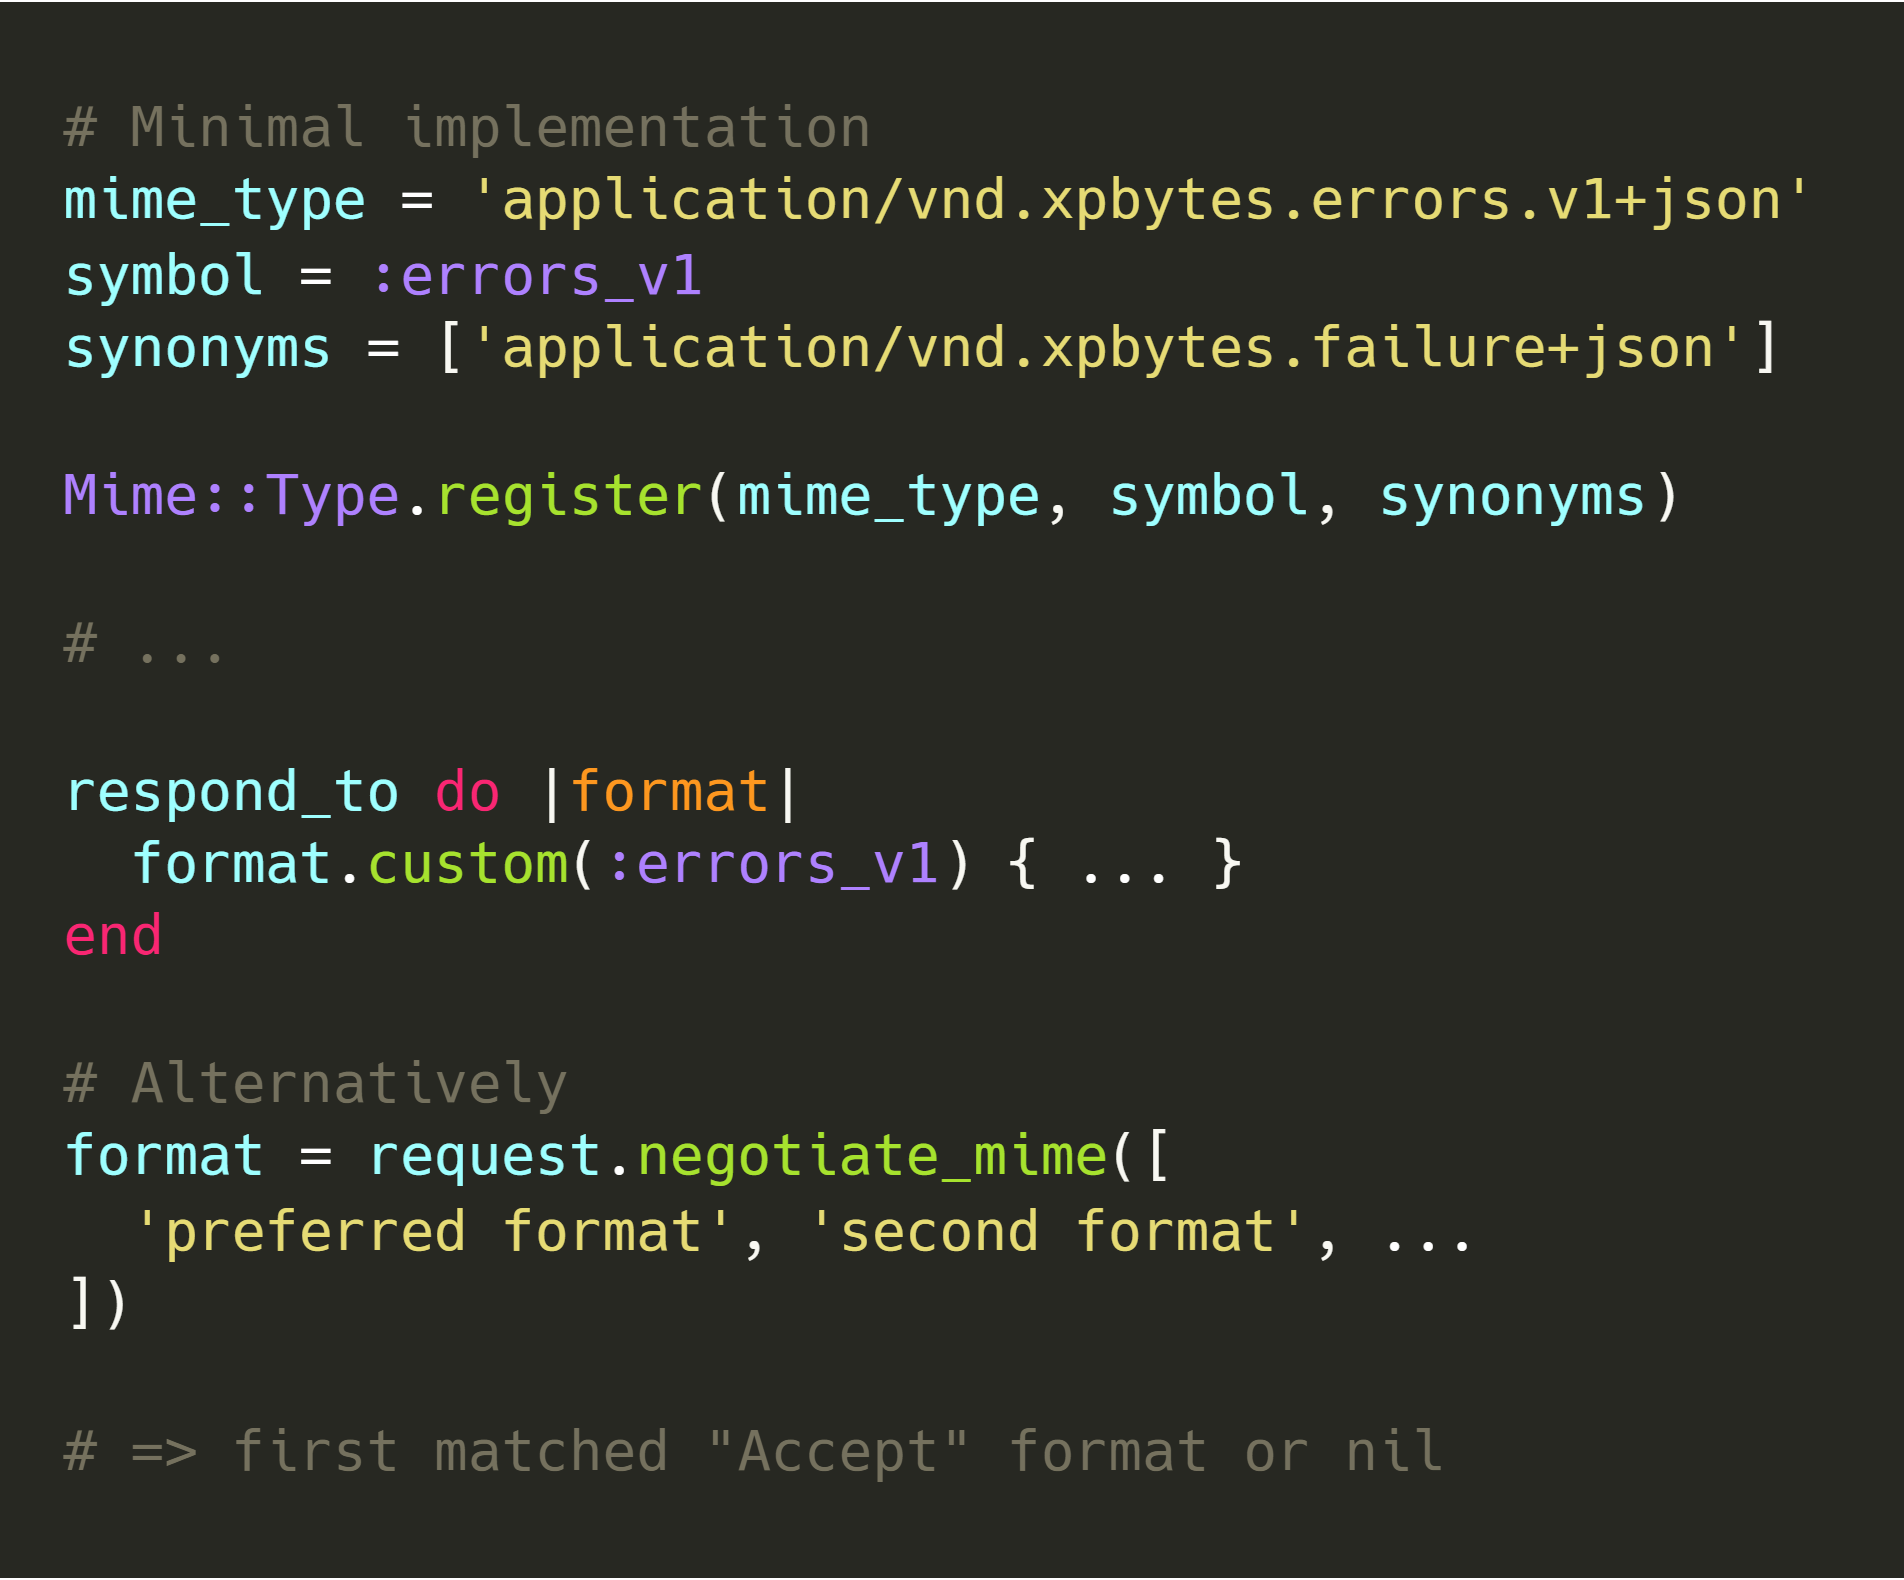 # Minimal implementation
mime_type = 'application/vnd.xpbytes.errors.v1+json'
symbol = :errors_v1
synonyms = ['application/vnd.xpbytes.failure+json']
Mime::Type.register(mime_type, symbol, synonyms)
# ...
respond_to do |format|
  format.custom(:errors_v1) { ... }
end
# Alternatively
format = request.negotiate_mime([
  'preferred format', 'second format', ...
])
# => first matched "Accept" format or nil